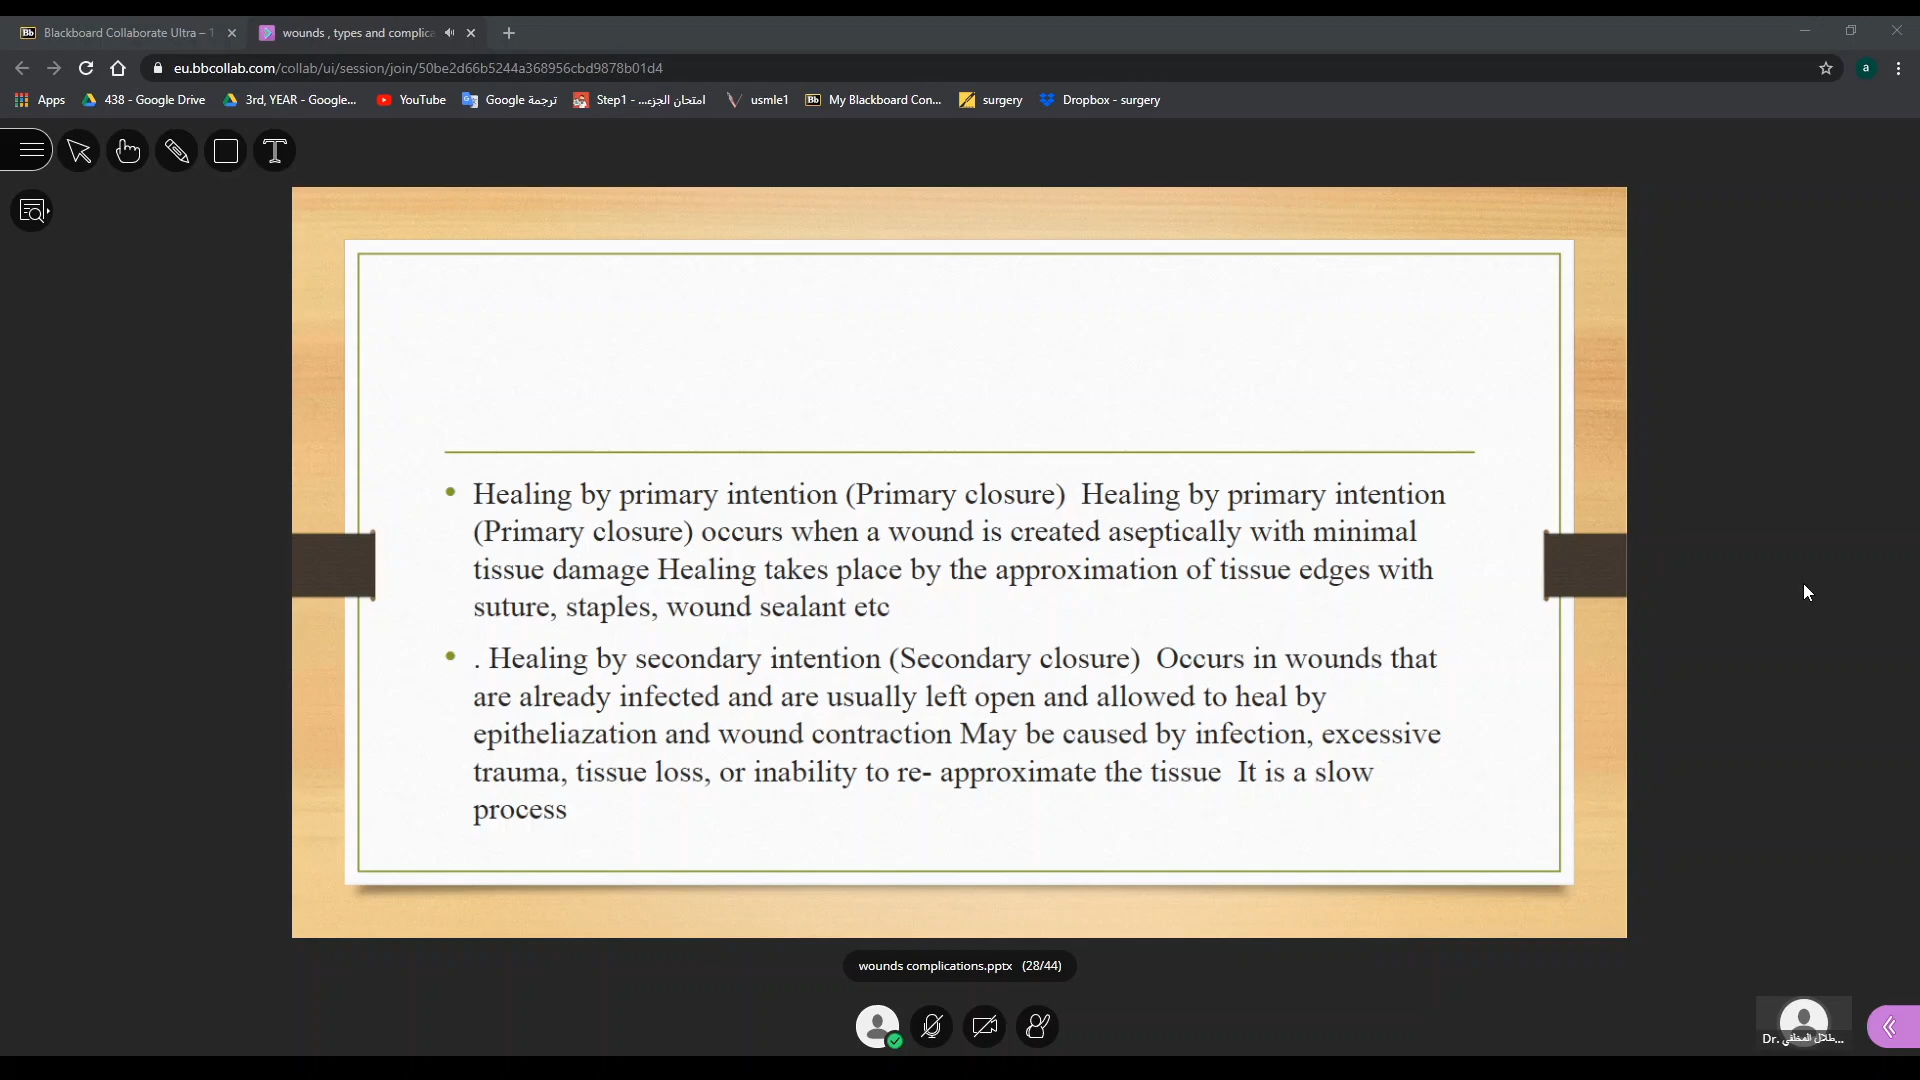 Blackboard Collaborate Ultra – 1
wounds , types and complica
eu.bbcollab.com/collab/ui/session/join/50be2d66b5244a368956cbd9878b01d4
a
Apps
438 - Google Drive
3rd, YEAR - Google...
YouTube
Google ترجمة
Step1 - ...امتحان الجزء
usmle1
Bb
My Blackboard Con...
surgery
Dropbox - surgery
T
• Healing by primary intention (Primary closure) Healing by primary intention
(Primary closure) occurs when a wound is created aseptically with minimal
tissue damage Healing takes place by the approximation of tissue edges with
suture, staples, wound sealant etc
• . Healing by secondary intention (Secondary closure) Occurs in wounds that
are already infected and are usually left open and allowed to heal by
epitheliazation and wound contraction May be caused by infection, excessive
trauma, tissue loss, or inability to re- approximate the tissue It is a slow
process
wounds complications.pptx (28/44)
Dr. طلال المخلفي...